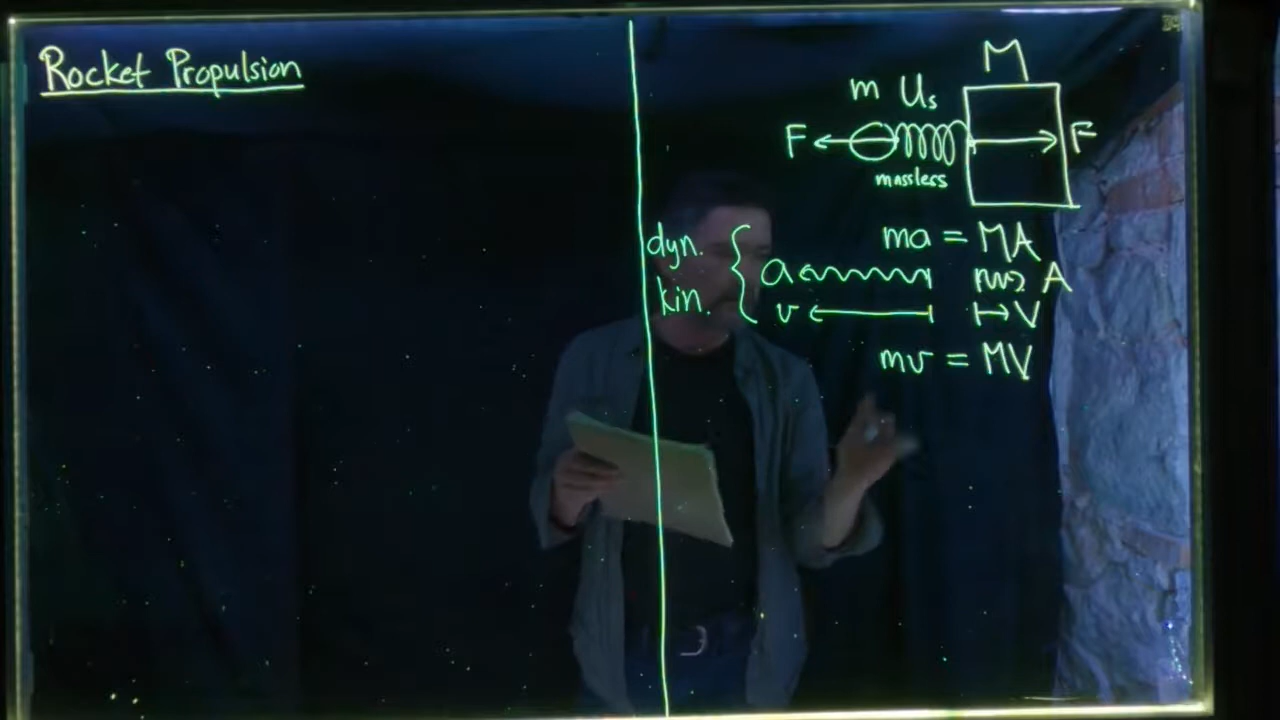 Rocket Propulsion
M
m Us
F F
massless
dyn. ma = MA
a A
kin. v V
mv = MV